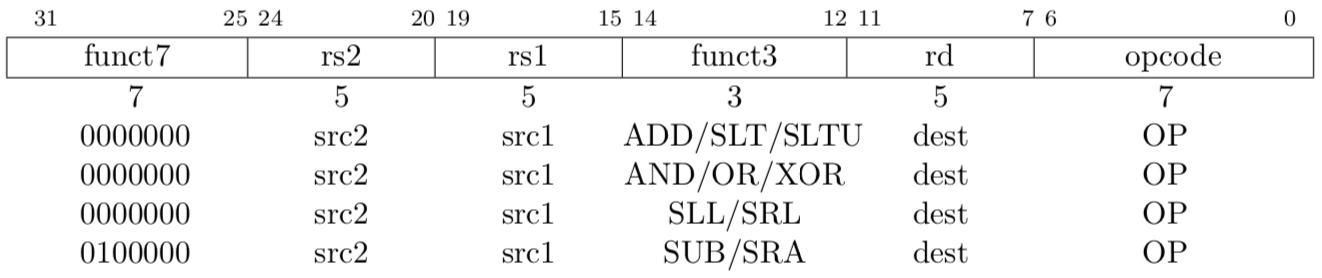 31 25 24 20 19 15 14 12 11 7 6 0
funct7 rs2 rs1 funct3 rd opcode
7 5 5 3 5 7
0000000 src2 src1 ADD/SLT/SLTU dest OP
0000000 src2 src1 AND/OR/XOR dest OP
0000000 src2 src1 SLL/SRL dest OP
0100000 src2 src1 SUB/SRA dest OP